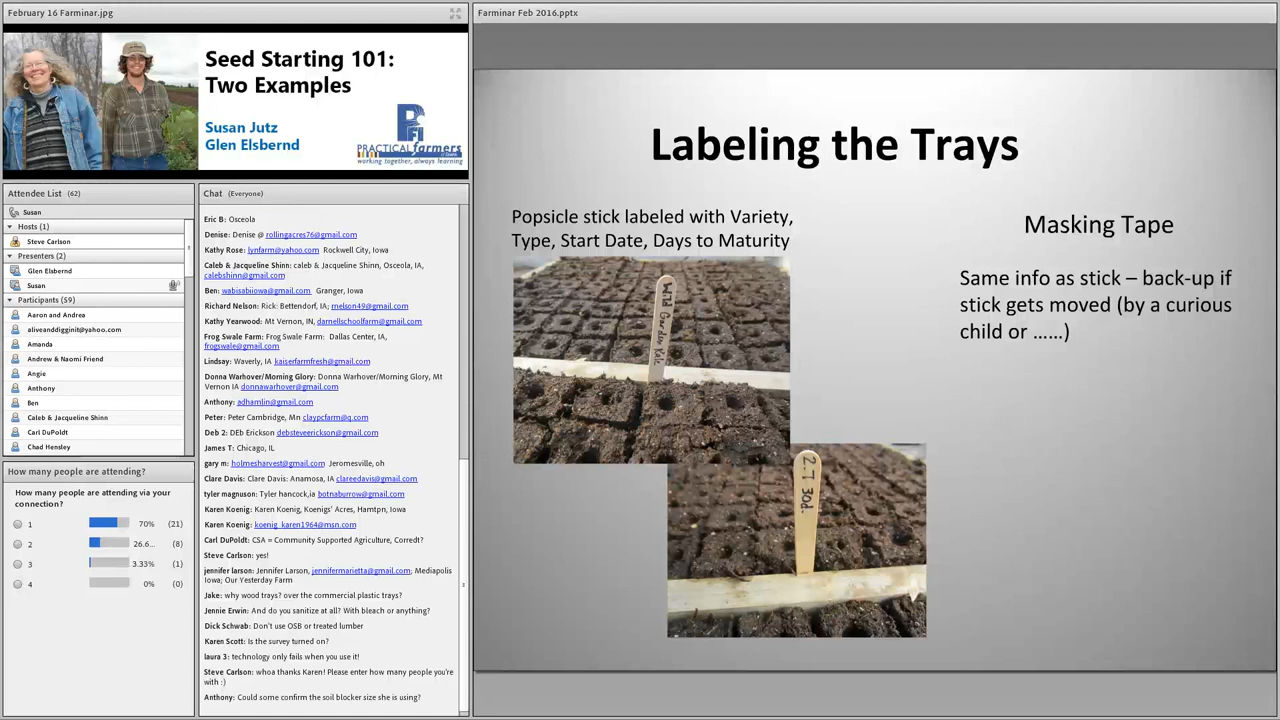 February 16 Farminar.jpg
Seed Starting 101:
Two Examples
Susan Jutz
Glen Elsbernd
PFI
PRACTICAL farmers
working together, always learning
Attendee List (62)
Susan
Hosts (1)
Steve Carlson
Presenters (2)
Glen Elsbernd
Susan
Participants (59)
Aaron and Andrea
aliveanddigginit@yahoo.com
Amanda
Andrew & Naomi Friend
Angie
Anthony
Ben
Caleb & Jacqueline Shinn
Carl DuPoldt
Chad Hensley
How many people are attending?
How many people are attending via your
connection?
1 70% (21)
2 26.6... (8)
3 3.33% (1)
4 0% (0)
Chat (Everyone)
Eric B: Osceola
Denise: Denise @ rollingacres76@gmail.com
Kathy Rose: lynfarm@yahoo.com Rockwell City, Iowa
Caleb & Jacqueline Shinn: caleb & Jacqueline Shinn, Osceola, IA,
calebshinn@gmail.com
Ben: wabisabiiowa@gmail.com Granger, Iowa
Richard Nelson: Rick: Bettendorf, IA; rnelson49@gmail.com
Kathy Yearwood: Mt Vernon, IN, darnellschoolfarm@gmail.com
Frog Swale Farm: Frog Swale Farm: Dallas Center, IA,
frogswale@gmail.com
Lindsay: Waverly, IA kaiserfarmfresh@gmail.com
Donna Warhover/Morning Glory: Donna Warhover/Morning Glory, Mt
Vernon IA donnawarhover@gmail.com
Anthony: adhamlin@gmail.com
Peter: Peter Cambridge, Mn claypcfarm@q.com
Deb 2: DEb Erickson debsteveerickson@gmail.com
James T: Chicago, IL
gary m: holmesharvest@gmail.com Jeromesville, oh
Clare Davis: Clare Davis: Anamosa, IA clareedavis@gmail.com
tyler magnuson: Tyler hancock,ia botnaburrow@gmail.com
Karen Koenig: Karen Koenig, Koenigs' Acres, Hamtpn, Iowa
Karen Koenig: koenig_karen1964@msn.com
Carl DuPoldt: CSA = Community Supported Agriculture, Corredt?
Steve Carlson: yes!
jennifer larson: Jennifer Larson, jennifermarietta@gmail.com; Mediapolis
Iowa; Our Yesterday Farm
Jake: why wood trays? over the commercial plastic trays?
Jennie Erwin: And do you sanitize at all? With bleach or anything?
Dick Schwab: Don't use OSB or treated lumber
Karen Scott: Is the survey turned on?
laura 3: technology only fails when you use it!
Steve Carlson: whoa thanks Karen! Please enter how many people you're
with :)
Anthony: Could some confirm the soil blocker size she is using?
Farminar Feb 2016.pptx
Labeling the Trays
Popsicle stick labeled with Variety,
Type, Start Date, Days to Maturity
Wild Garden Kale
2.7 30d.
Masking Tape
Same info as stick – back-up if
stick gets moved (by a curious
child or ......)